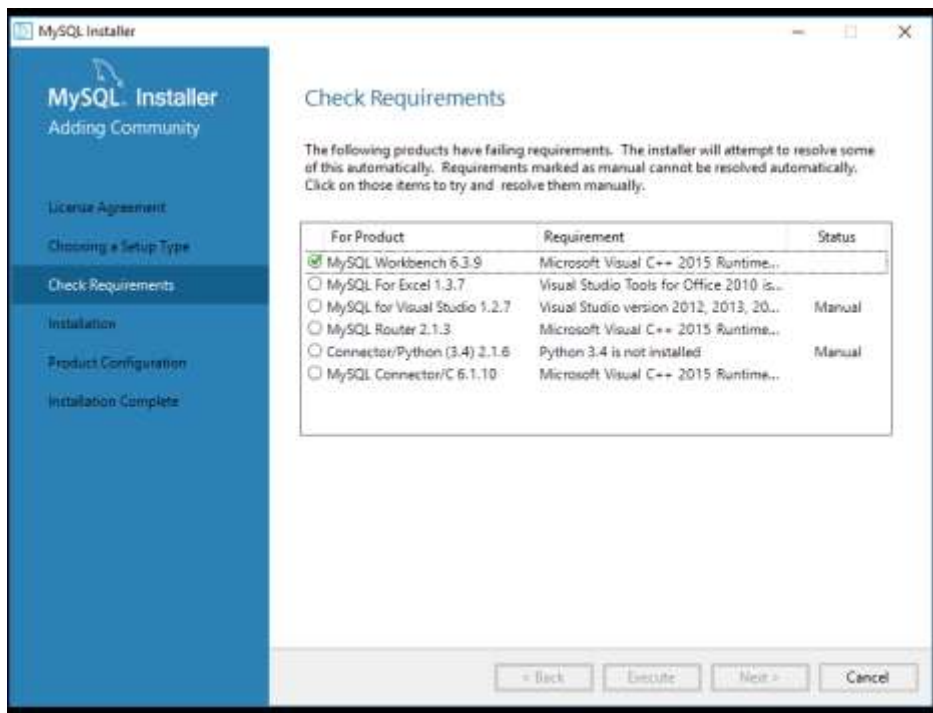 MySQL Installer
MySQL. Installer
Adding Community
License Agreement
Choosing a Setup Type
Check Requirements
Installation
Product Configuration
Installation Complete
Check Requirements
The following products have failing requirements. The installer will attempt to resolve some
of this automatically. Requirements marked as manual cannot be resolved automatically.
Click on those items to try and resolve them manually.
For Product Requirement Status
MySQL Workbench 6.3.9 Microsoft Visual C++ 2015 Runtime...
MySQL For Excel 1.3.7 Visual Studio Tools for Office 2010 is...
MySQL for Visual Studio 1.2.7 Visual Studio version 2012, 2013, 20... Manual
MySQL Router 2.1.3 Microsoft Visual C++ 2015 Runtime...
Connector/Python (3.4) 2.1.6 Python 3.4 is not installed Manual
MySQL Connector/C 6.1.10 Microsoft Visual C++ 2015 Runtime...
< Back Execute Next > Cancel